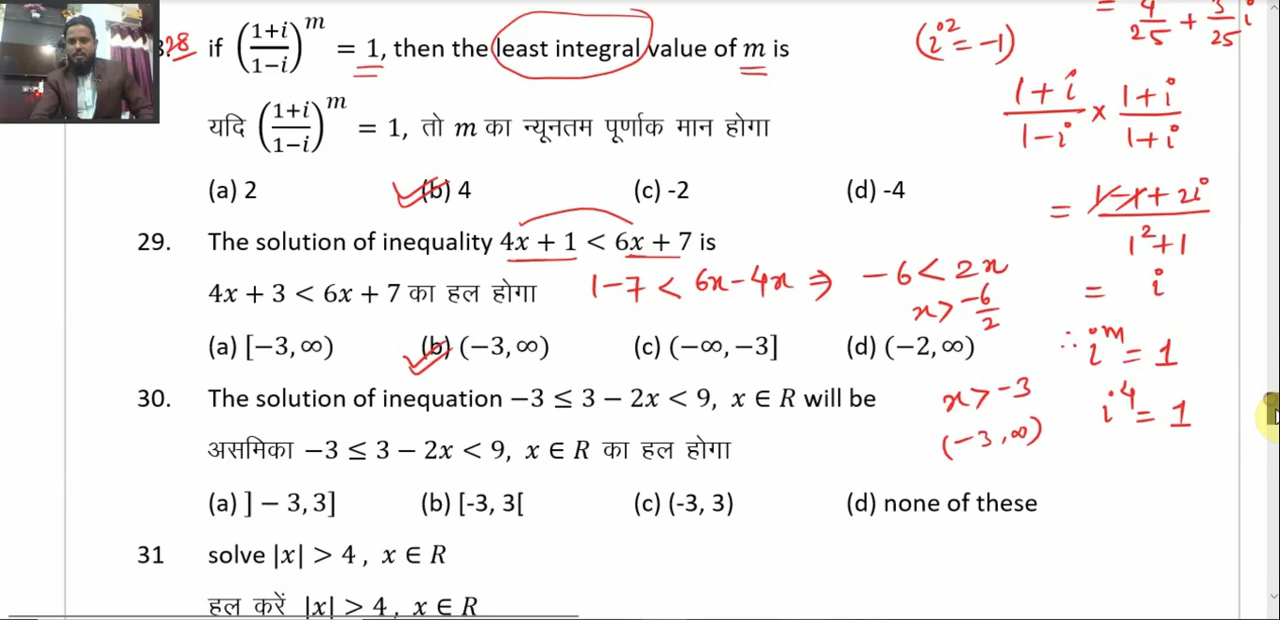 28 if ((1+i)/(1−i))^m = 1, then the least integral value of m is
यदि ((1+i)/(1−i))^m = 1, तो m का न्यूनतम पूर्णाक मान होगा
(a) 2 (b) 4 (c) -2 (d) -4
29. The solution of inequality 4x + 1 < 6x + 7 is
4x + 3 < 6x + 7 का हल होगा
(a) [−3, ∞) (b) (−3, ∞) (c) (−∞, −3] (d) (−2, ∞)
30. The solution of inequation −3 ≤ 3 − 2x < 9, x ∈ R will be
असमिका −3 ≤ 3 − 2x < 9, x ∈ R का हल होगा
(a) ] − 3, 3] (b) [-3, 3[ (c) (-3, 3) (d) none of these
31 solve |x| > 4 , x ∈ R
हल करें |x| > 4, x ∈ R
1−7 < 6x−4x ⇒ −6 < 2x
x > −6/2
x > −3
(−3, ∞)
= 4/25 + 3/25 i
(i² = −1)
(1+i)/(1−i) × (1+i)/(1+i)
= (1−1+2i)/(1²+1)
= i
∴ i^m = 1
i⁴ = 1